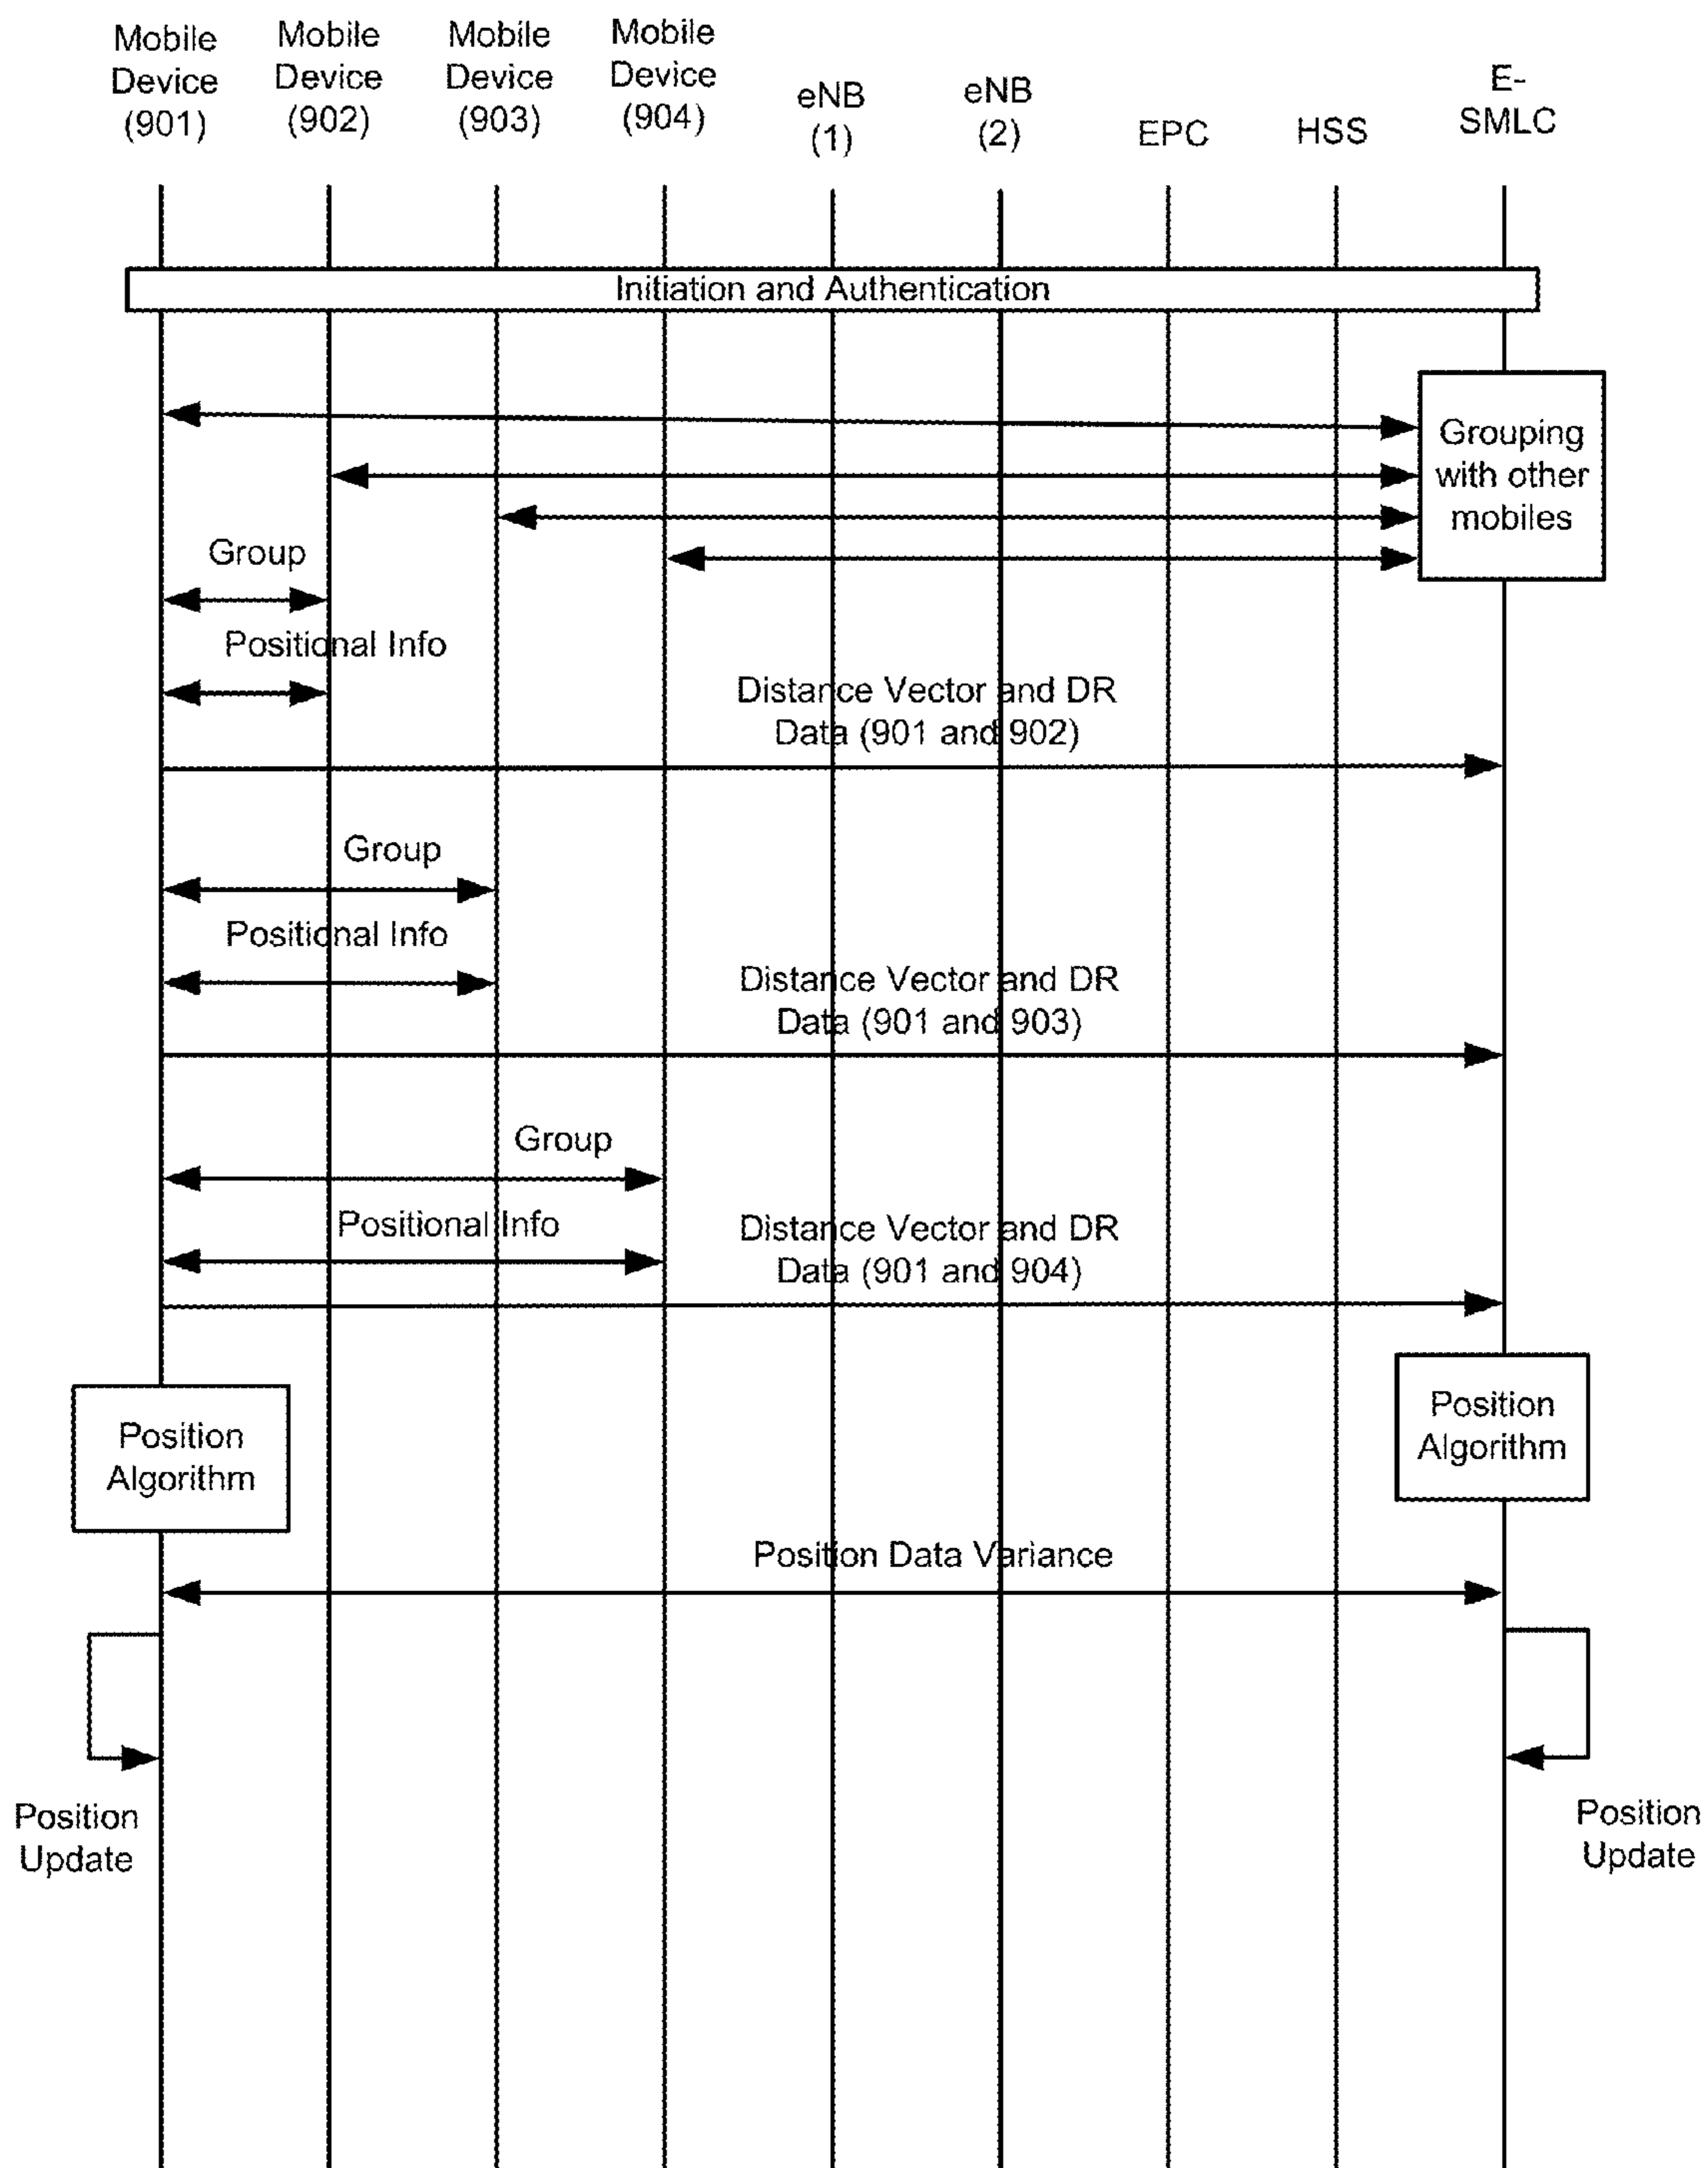 Mobile
Device
(901)
Mobile
Device
(902)
Mobile
Device
(903)
Mobile
Device
(904)
eNB
(1)
eNB
(2)
EPC
HSS
E-
SMLC
Initiation and Authentication
Grouping
with other
mobiles
Group
Positional Info
Distance Vector and DR
Data (901 and 902)
Group
Positional Info
Distance Vector and DR
Data (901 and 903)
Group
Positional Info
Distance Vector and DR
Data (901 and 904)
Position
Algorithm
Position
Algorithm
Position Data Variance
Position
Update
Position
Update